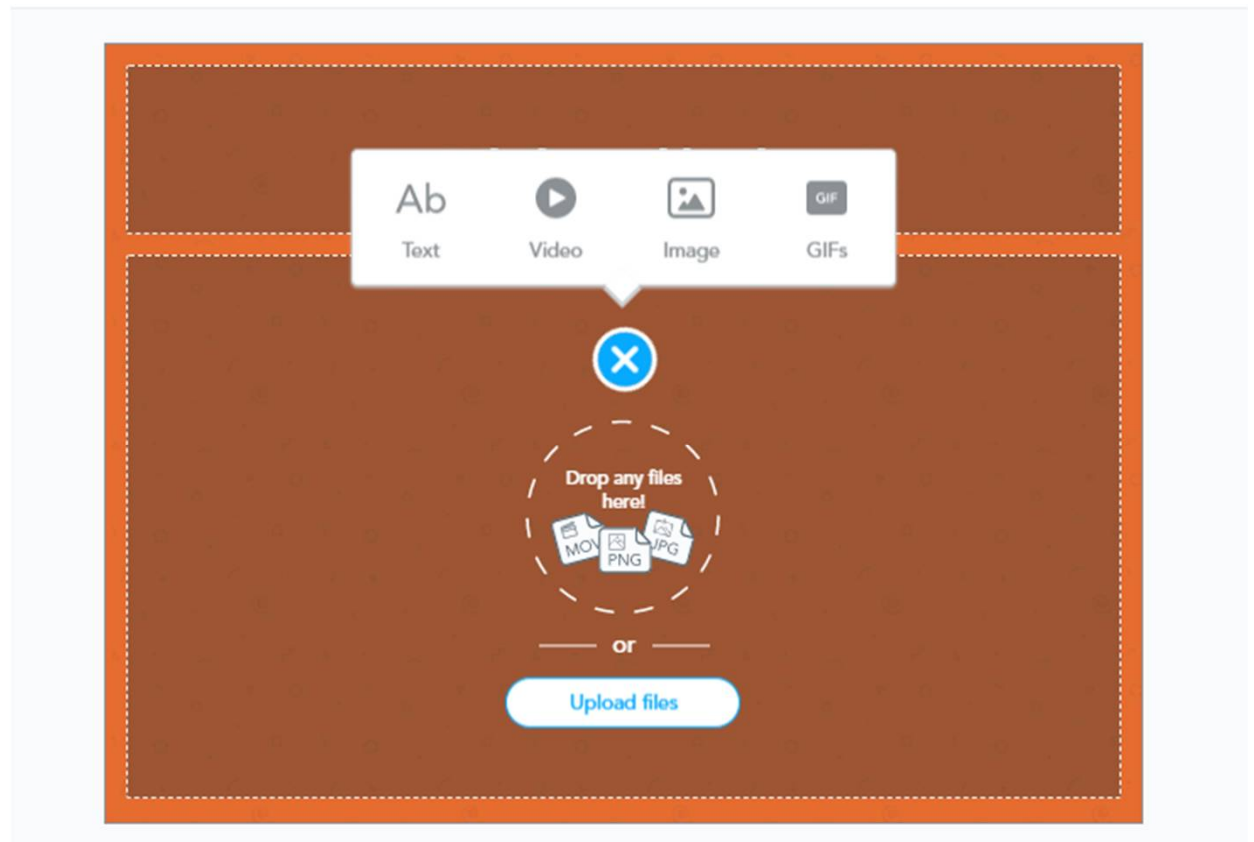 Ab
GIF
Text Video Image GIFs
Drop any files
here!
MOV PNG JPG
or
Upload files